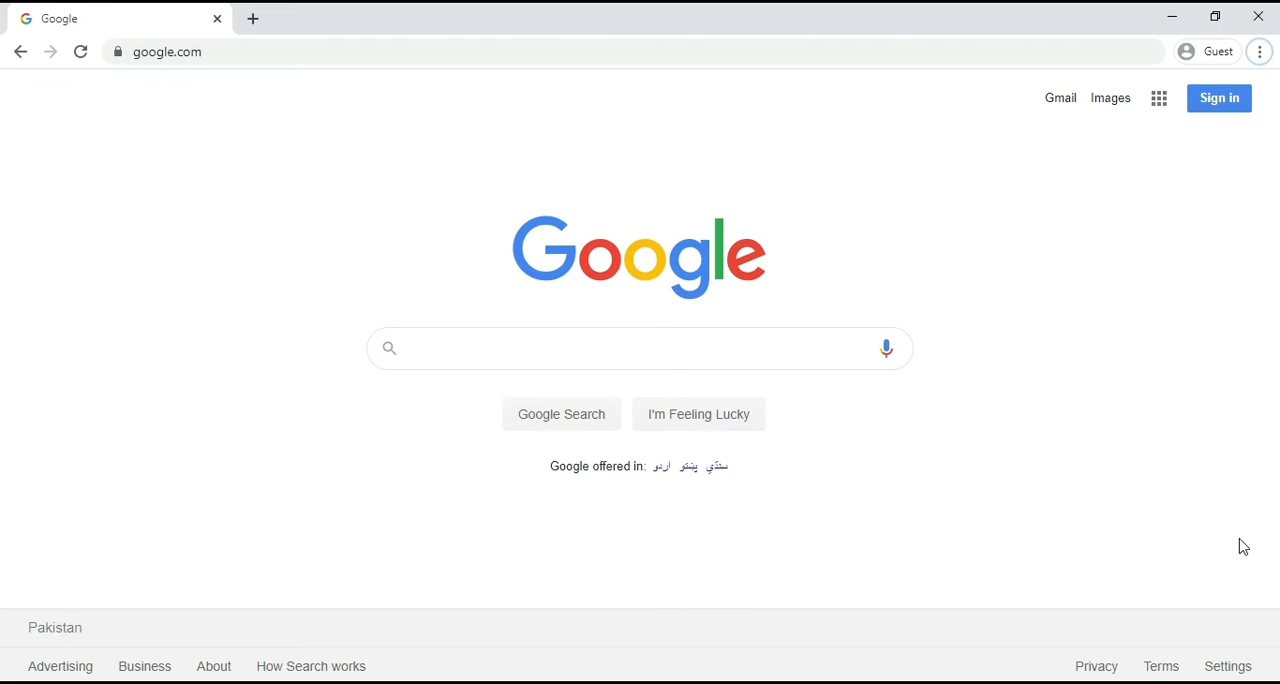 Google
google.com
Guest
Gmail Images
Sign in
Google
Google Search
I'm Feeling Lucky
Google offered in: اردو پښتو سنڌي
Pakistan
Advertising Business About How Search works
Privacy Terms Settings